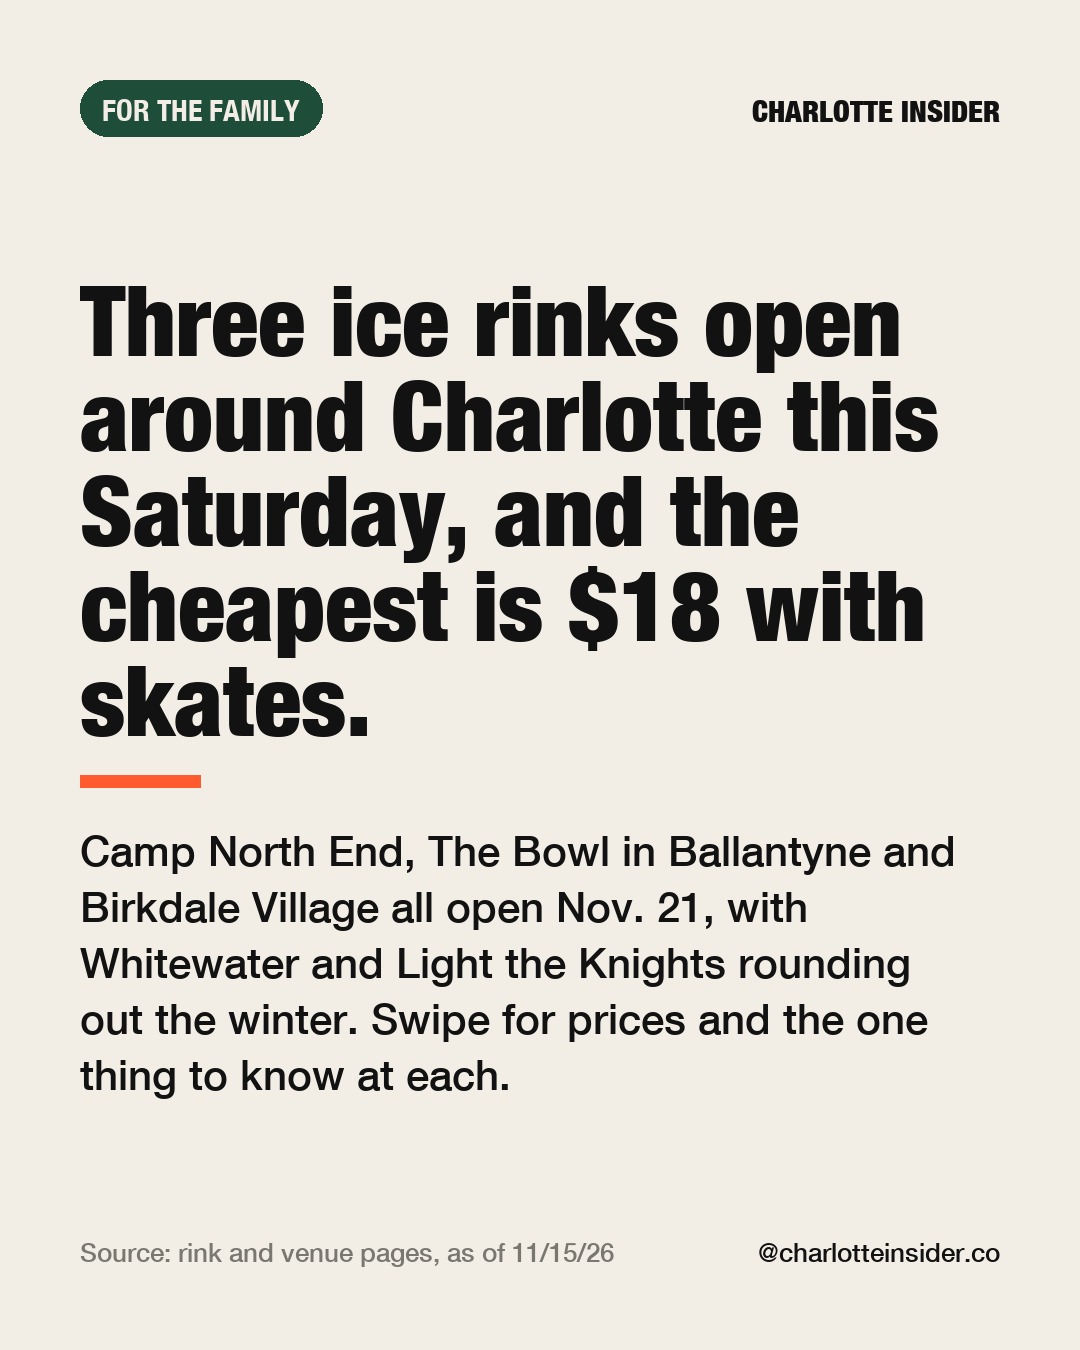 FOR THE FAMILY
CHARLOTTE INSIDER
Three ice rinks open
around Charlotte this
Saturday, and the
cheapest is $18 with
skates.
Camp North End, The Bowl in Ballantyne and
Birkdale Village all open Nov. 21, with
Whitewater and Light the Knights rounding
out the winter. Swipe for prices and the one
thing to know at each.
Source: rink and venue pages, as of 11/15/26
@charlotteinsider.co